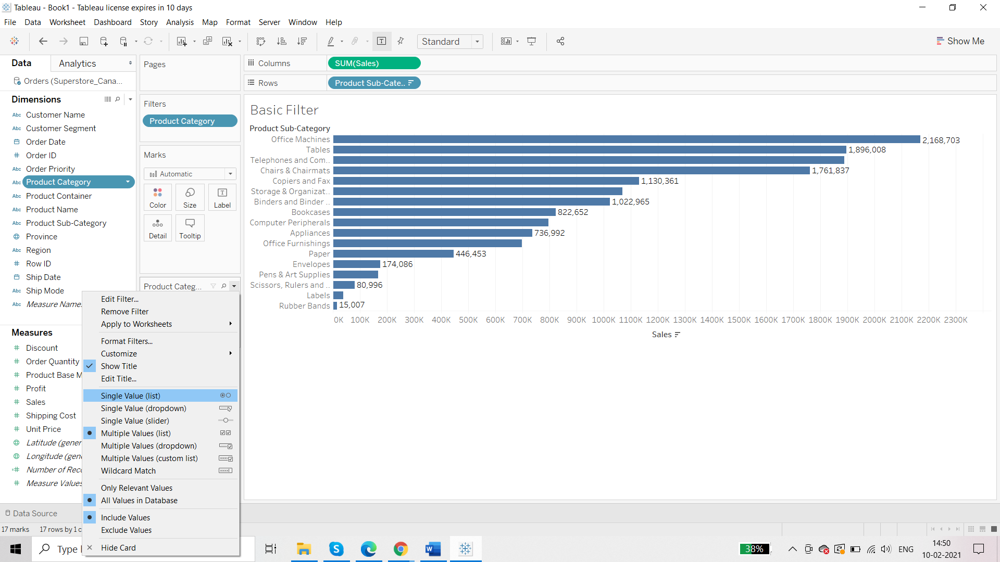 Tableau - Book1 - Tableau license expires in 10 days
File Data Worksheet Dashboard Story Analysis Map Format Server Window Help
Standard
Show Me
Data Analytics
Orders (Superstore_Cana...
Dimensions
Abc Customer Name
Abc Customer Segment
Order Date
# Order ID
Abc Order Priority
Abc Product Category
Abc Product Container
Abc Product Name
Abc Product Sub-Category
Province
Abc Region
# Row ID
Ship Date
Abc Ship Mode
Abc Measure Names
Measures
# Discount
# Order Quantity
# Product Base M
# Profit
# Sales
# Shipping Cost
# Unit Price
Latitude (gener
Longitude (gen
=# Number of Rec
# Measure Values
Pages
Filters
Product Category
Marks
Automatic
Color Size Label
Detail Tooltip
Product Categ...
Edit Filter...
Remove Filter
Apply to Worksheets
Format Filters...
Customize
Show Title
Edit Title...
Single Value (list)
Single Value (dropdown)
Single Value (slider)
Multiple Values (list)
Multiple Values (dropdown)
Multiple Values (custom list)
Wildcard Match
Only Relevant Values
All Values in Database
Include Values
Exclude Values
Hide Card
Columns SUM(Sales)
Rows Product Sub-Cate..
Basic Filter
Product Sub-Category
Office Machines 2,168,703
Tables 1,896,008
Telephones and Com..
Chairs & Chairmats 1,761,837
Copiers and Fax 1,130,361
Storage & Organizat..
Binders and Binder .. 1,022,965
Bookcases 822,652
Computer Peripherals
Appliances 736,992
Office Furnishings
Paper 446,453
Envelopes 174,086
Pens & Art Supplies
Scissors, Rulers and .. 80,996
Labels
Rubber Bands 15,007
0K 100K 200K 300K 400K 500K 600K 700K 800K 900K 1000K 1100K 1200K 1300K 1400K 1500K 1600K 1700K 1800K 1900K 2000K 2100K 2200K 2300K
Sales
Data Source
17 marks 17 rows by 1 c
Type
38%
ENG
14:50
10-02-2021